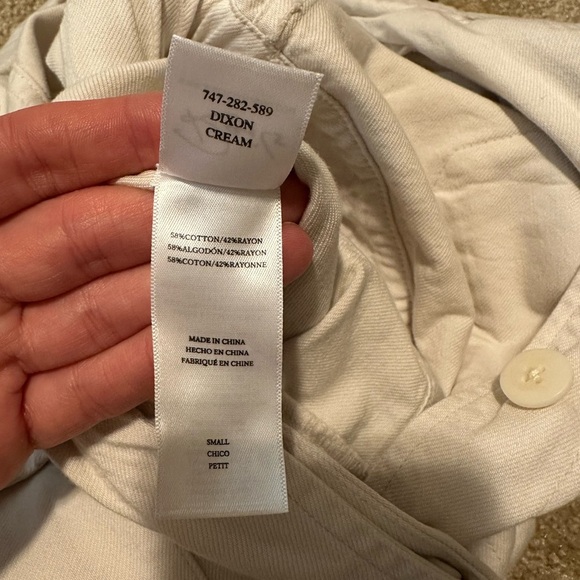 747-282-589
DIXON
CREAM
58%COTTON/42%RAYON
58%ALGODÓN/42%RAYON
58%COTON/42%RAYONNE
MADE IN CHINA
HECHO EN CHINA
FABRIQUÉ EN CHINE
SMALL
CHICO
PETIT